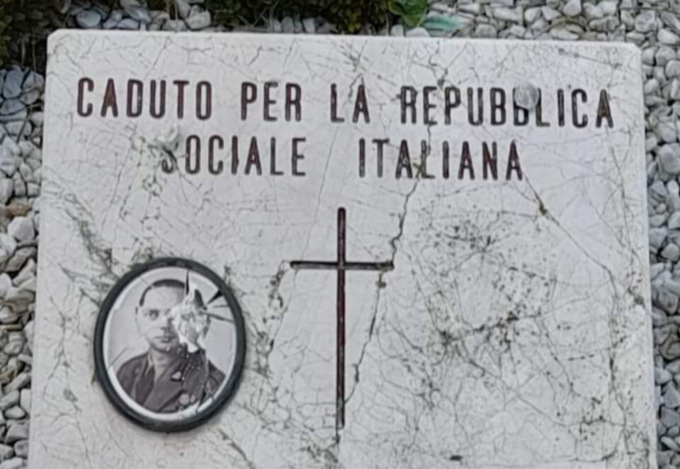 CADUTO PER LA REPUBBLICA
SOCIALE ITALIANA